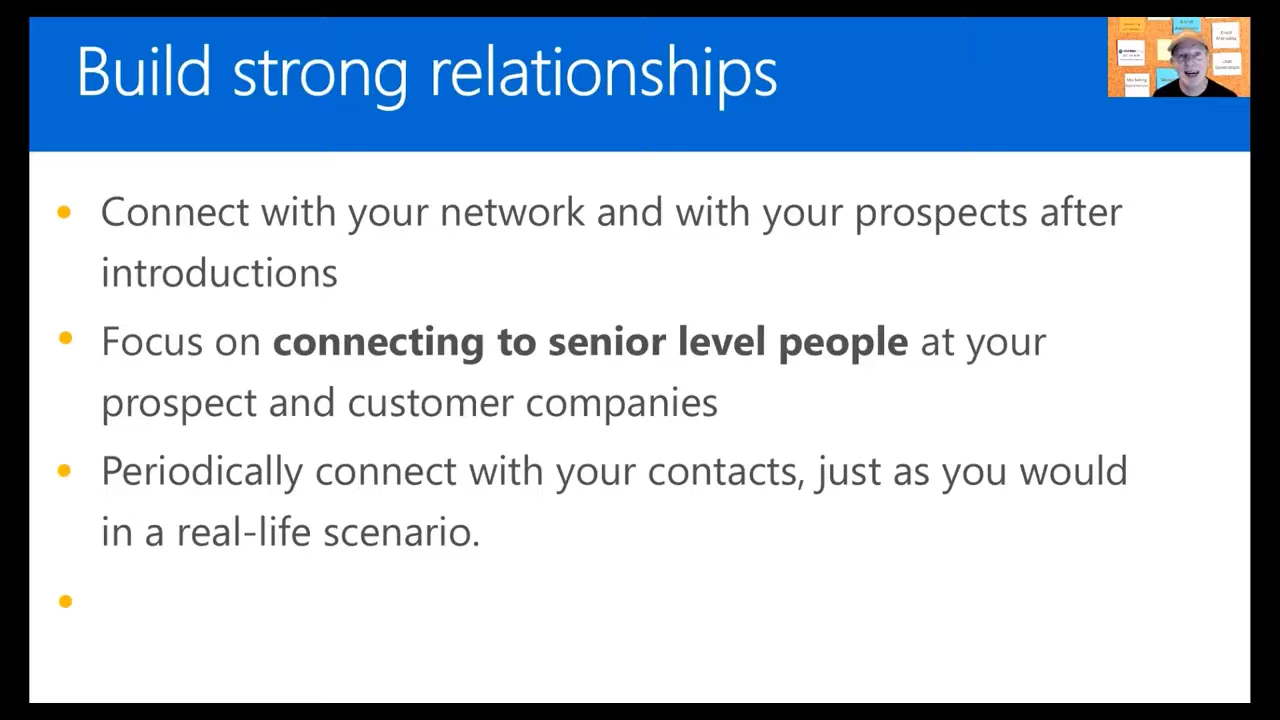 Build strong relationships
Connect with your network and with your prospects after
introductions
Focus on connecting to senior level people at your
prospect and customer companies
Periodically connect with your contacts, just as you would
in a real-life scenario.